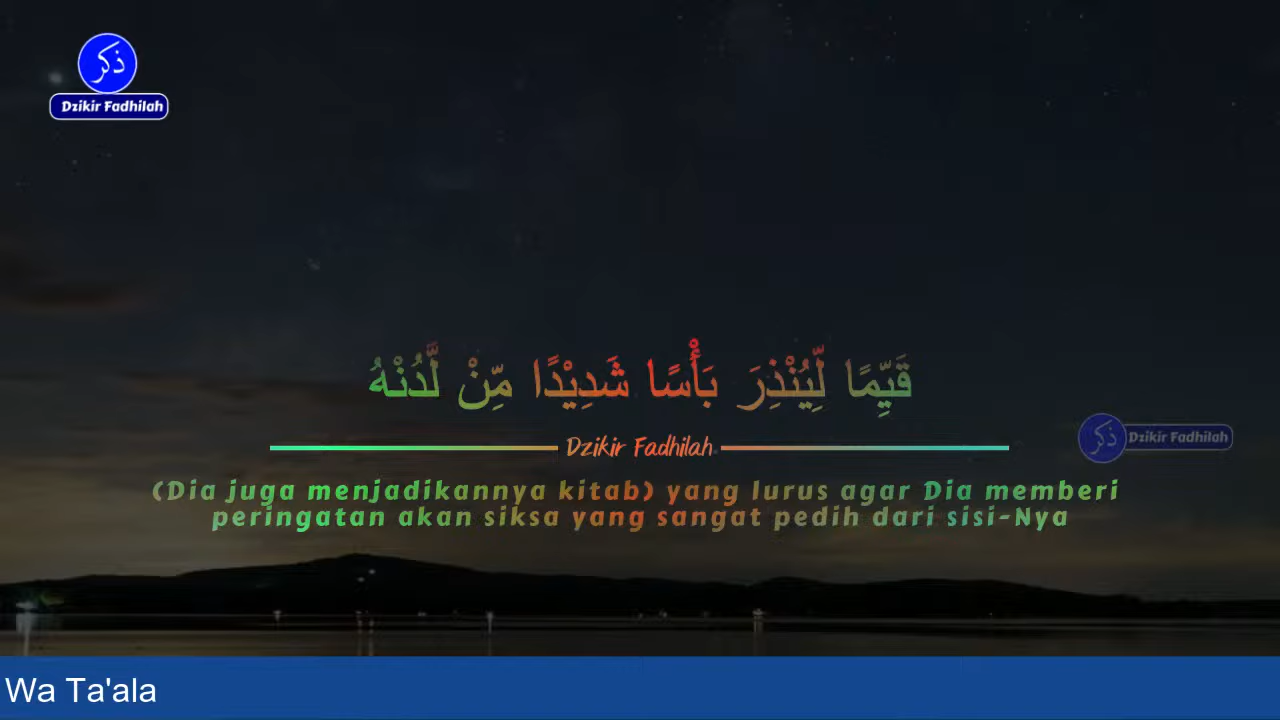 ذكر
Dzikir Fadhilah
قَيِّمًا لِّيُنْذِرَ بَأْسًا شَدِيْدًا مِّنْ لَّدُنْهُ
Dzikir Fadhilah
ذكر
Dzikir Fadhilah
(Dia juga menjadikannya kitab) yang lurus agar Dia memberi
peringatan akan siksa yang sangat pedih dari sisi-Nya
Wa Ta'ala